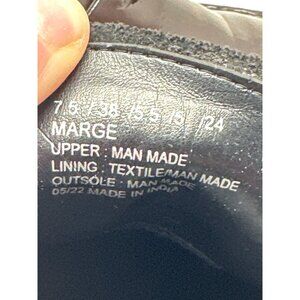 7.5 /38 /5.5 /5 /24
MARGE
UPPER : MAN MADE
LINING : TEXTILE/MAN MADE
OUTSOLE : MAN MADE
05/22 MADE IN INDIA